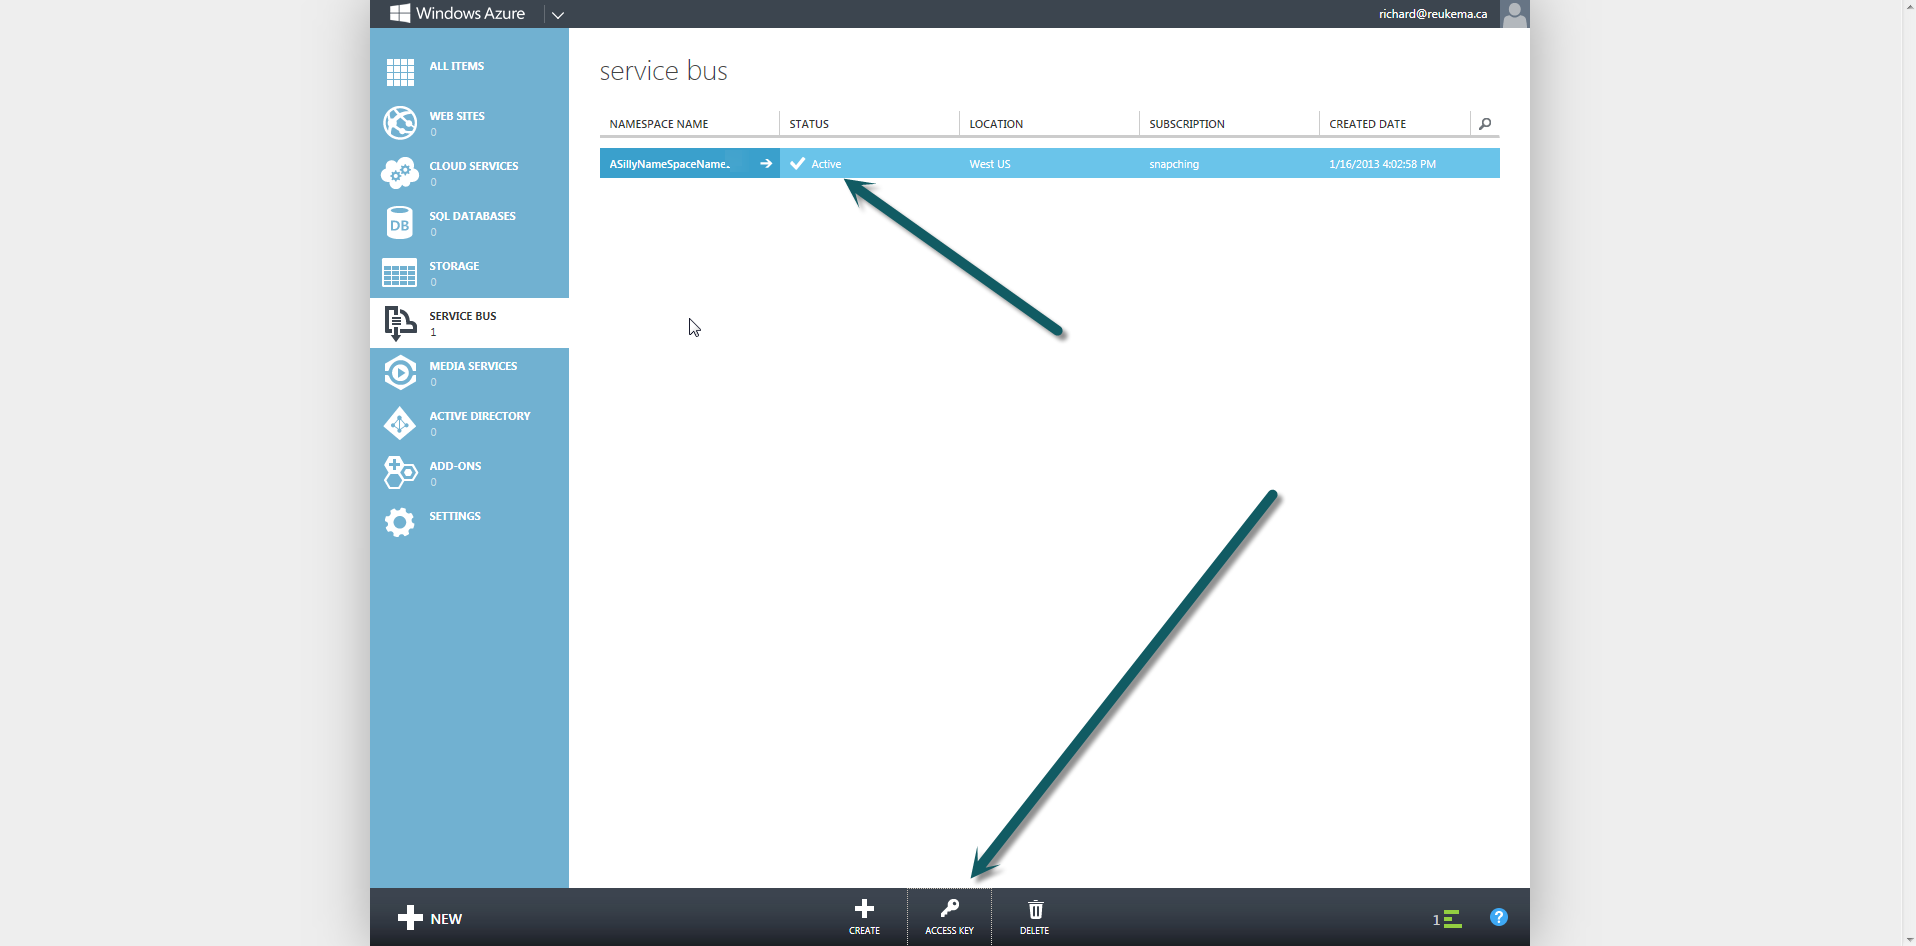 Windows Azure
richard@reukema.ca
ALL ITEMS
WEB SITES
0
CLOUD SERVICES
0
SQL DATABASES
0
DB
STORAGE
0
SERVICE BUS
1
MEDIA SERVICES
0
ACTIVE DIRECTORY
0
ADD-ONS
0
SETTINGS
service bus
NAMESPACE NAME STATUS LOCATION SUBSCRIPTION CREATED DATE
ASillyNameSpaceName.. Active West US snapching 1/16/2013 4:02:58 PM
NEW
CREATE
ACCESS KEY
DELETE
1
?